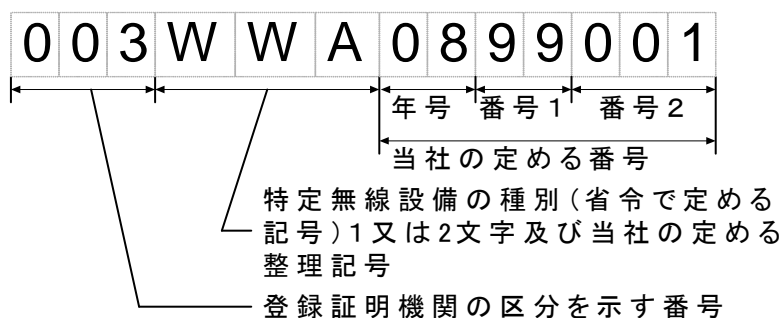 003WWA0899001
年号 番号1 番号2
当社の定める番号
特定無線設備の種別(省令で定める
記号)1又は2文字及び当社の定める
整理記号
登録証明機関の区分を示す番号